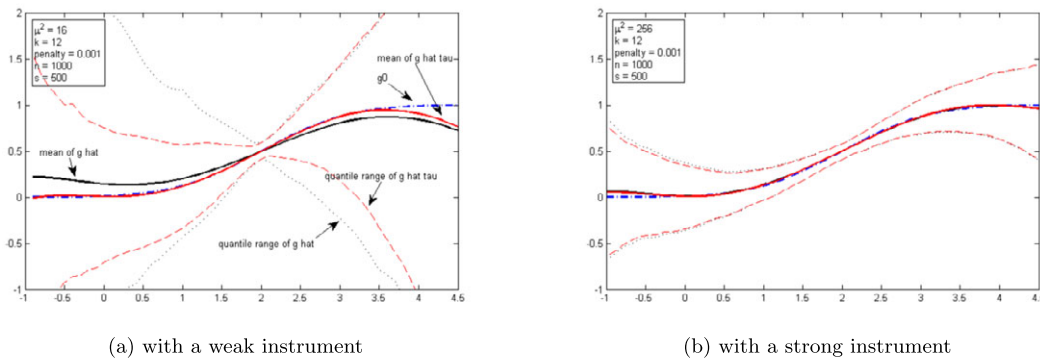 μ² = 16
k = 12
penalty = 0.001
n = 1000
s = 500
mean of g hat tau
g0
mean of g hat
quantile range of g hat tau
quantile range of g hat
2
1.5
1
0.5
0
-0.5
-1
-1 -0.5 0 0.5 1 1.5 2 2.5 3 3.5 4 4.5
(a) with a weak instrument
μ² = 256
k = 12
penalty = 0.001
n = 1000
s = 500
2
1.5
1
0.5
0
-0.5
-1
-1 -0.5 0 0.5 1 1.5 2 2.5 3 3.5 4 4.5
(b) with a strong instrument